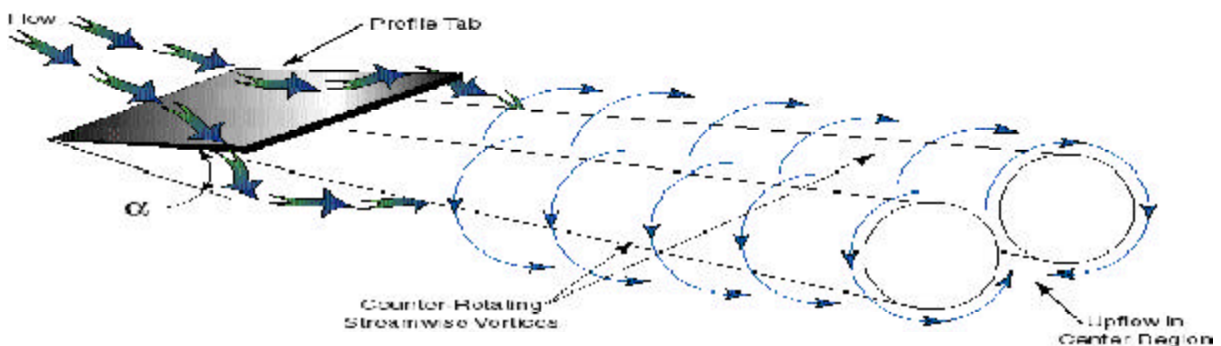 Flow
Profile Tab
α
Counter-Rotating
Streamwise Vortices
Upflow in
Center Region